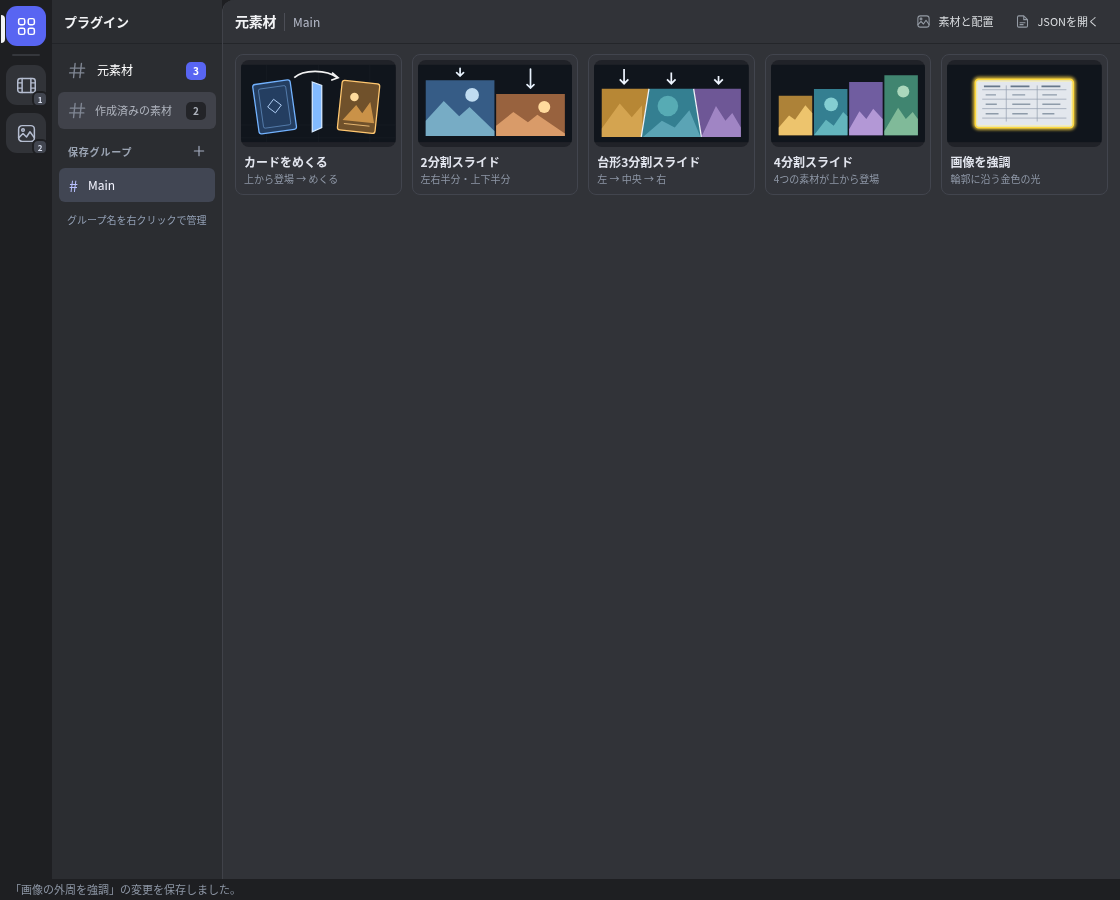 プラグイン
元素材 Main
素材と配置
JSONを開く
元素材 3
作成済みの素材 2
保存グループ
# Main
グループ名を右クリックで管理
1
2
カードをめくる
上から登場 → めくる
2分割スライド
左右半分・上下半分
台形3分割スライド
左 → 中央 → 右
4分割スライド
4つの素材が上から登場
画像を強調
輪郭に沿う金色の光
「画像の外周を強調」の変更を保存しました。